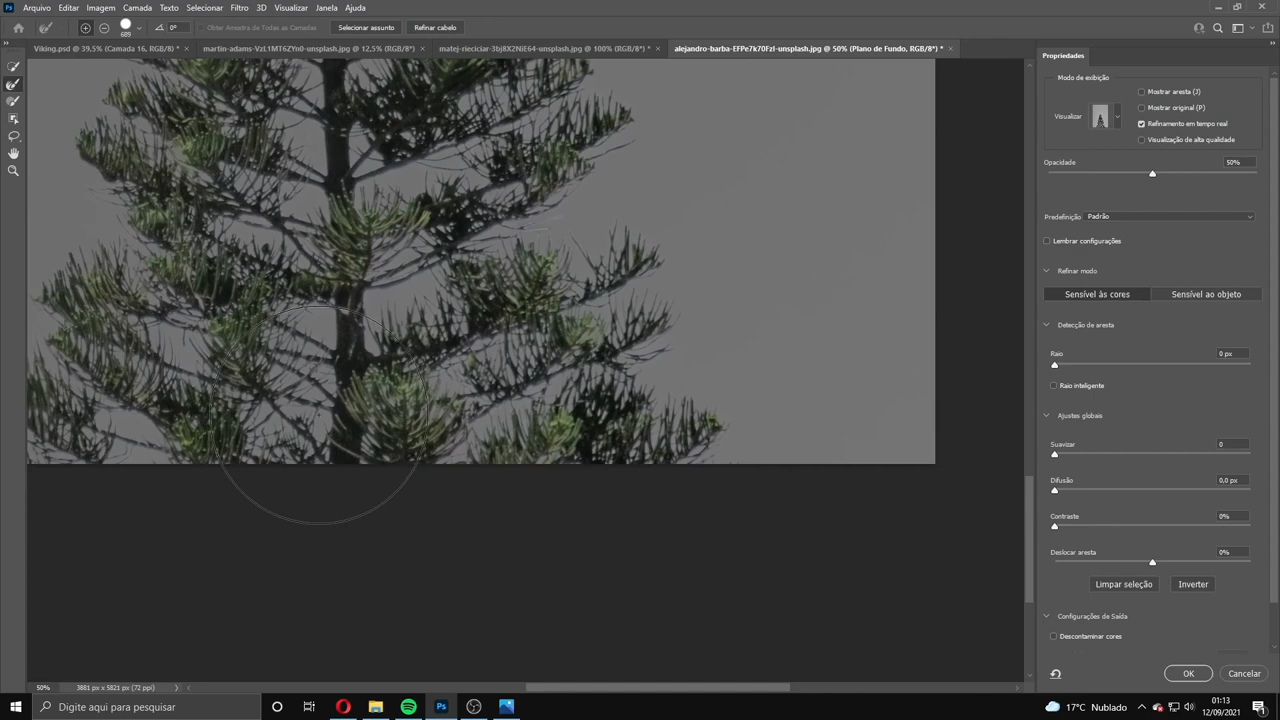 Arquivo Editar Imagem Camada Texto Selecionar Filtro 3D Visualizar Janela Ajuda
689 0° Obter Amostra de Todas as Camadas Selecionar assunto Refinar cabelo
Viking.psd @ 39,5% (Camada 16, RGB/8) * × martin-adams-VzL1MT6ZYn0-unsplash.jpg @ 12,5% (RGB/8*) × matej-rieciciar-3bj8X2NiE64-unsplash.jpg @ 100% (RGB/8*) * × alejandro-barba-EFPe7k70FzI-unsplash.jpg @ 50% (Plano de Fundo, RGB/8*) * ×
Propriedades
Modo de exibição
Mostrar aresta (J)
Mostrar original (P)
Visualizar
Refinamento em tempo real
Visualização de alta qualidade
Opacidade 50%
Predefinição Padrão
Lembrar configurações
Refinar modo
Sensível às cores Sensível ao objeto
Detecção de aresta
Raio 0 px
Raio inteligente
Ajustes globais
Suavizar 0
Difusão 0,0 px
Contraste 0%
Deslocar aresta 0%
Limpar seleção Inverter
Configurações de Saída
Descontaminar cores
OK Cancelar
50% 3881 px x 5821 px (72 ppi)
Digite aqui para pesquisar
Ps
17°C Nublado
01:13
12/09/2021